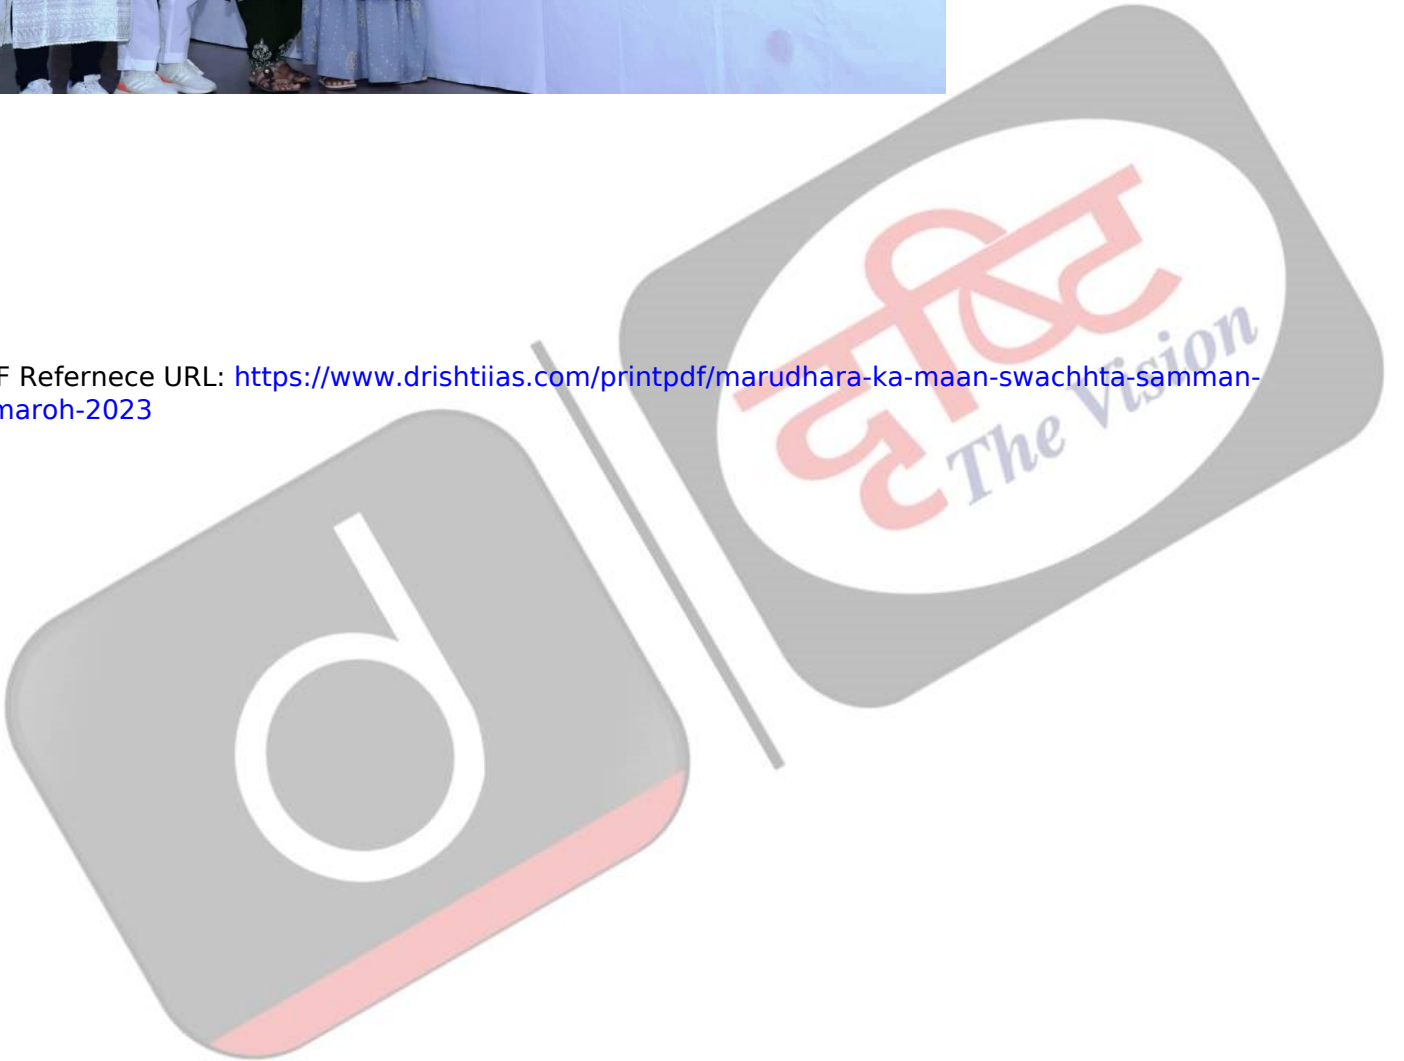 F Refernece URL: https://www.drishtiias.com/printpdf/marudhara-ka-maan-swachhta-samman-
maroh-2023
दृष्टि
The Vision
d